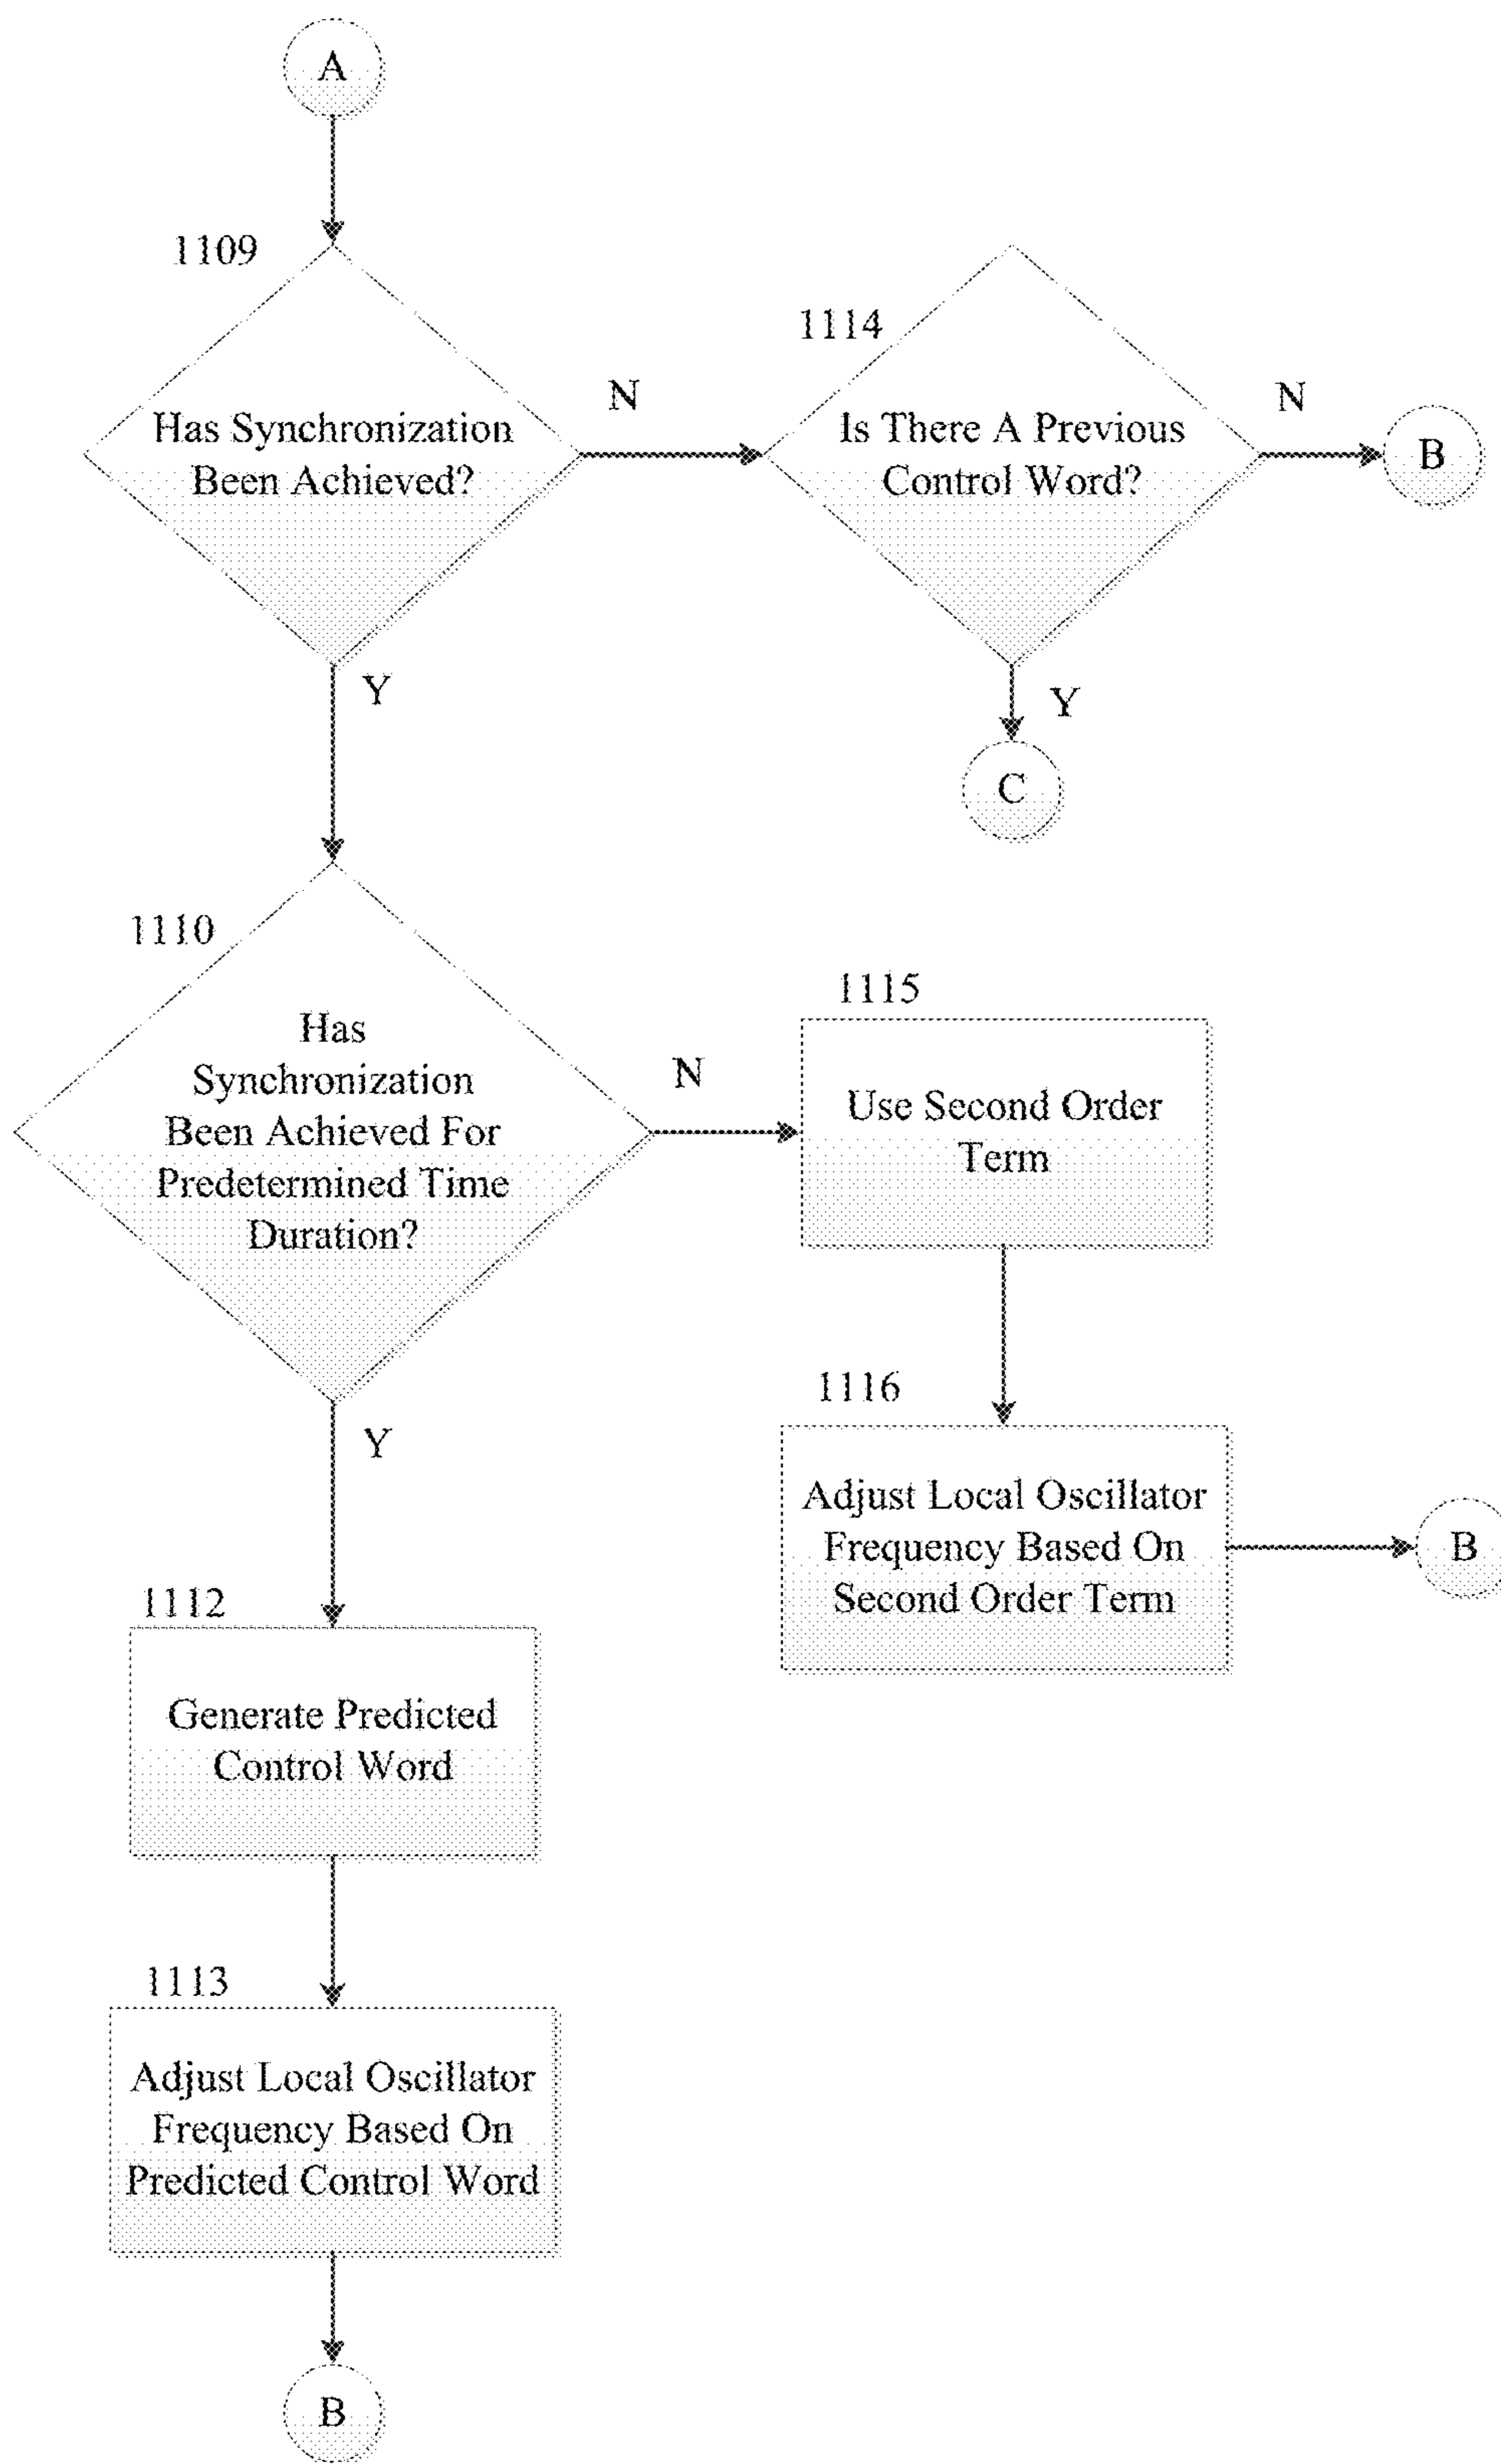 A
1109
Has Synchronization
Been Achieved?
N
1114
Is There A Previous
Control Word?
N
B
Y
Y
C
1110
Has
Synchronization
Been Achieved For
Predetermined Time
Duration?
N
1115
Use Second Order
Term
1116
Adjust Local Oscillator
Frequency Based On
Second Order Term
B
Y
1112
Generate Predicted
Control Word
1113
Adjust Local Oscillator
Frequency Based On
Predicted Control Word
B